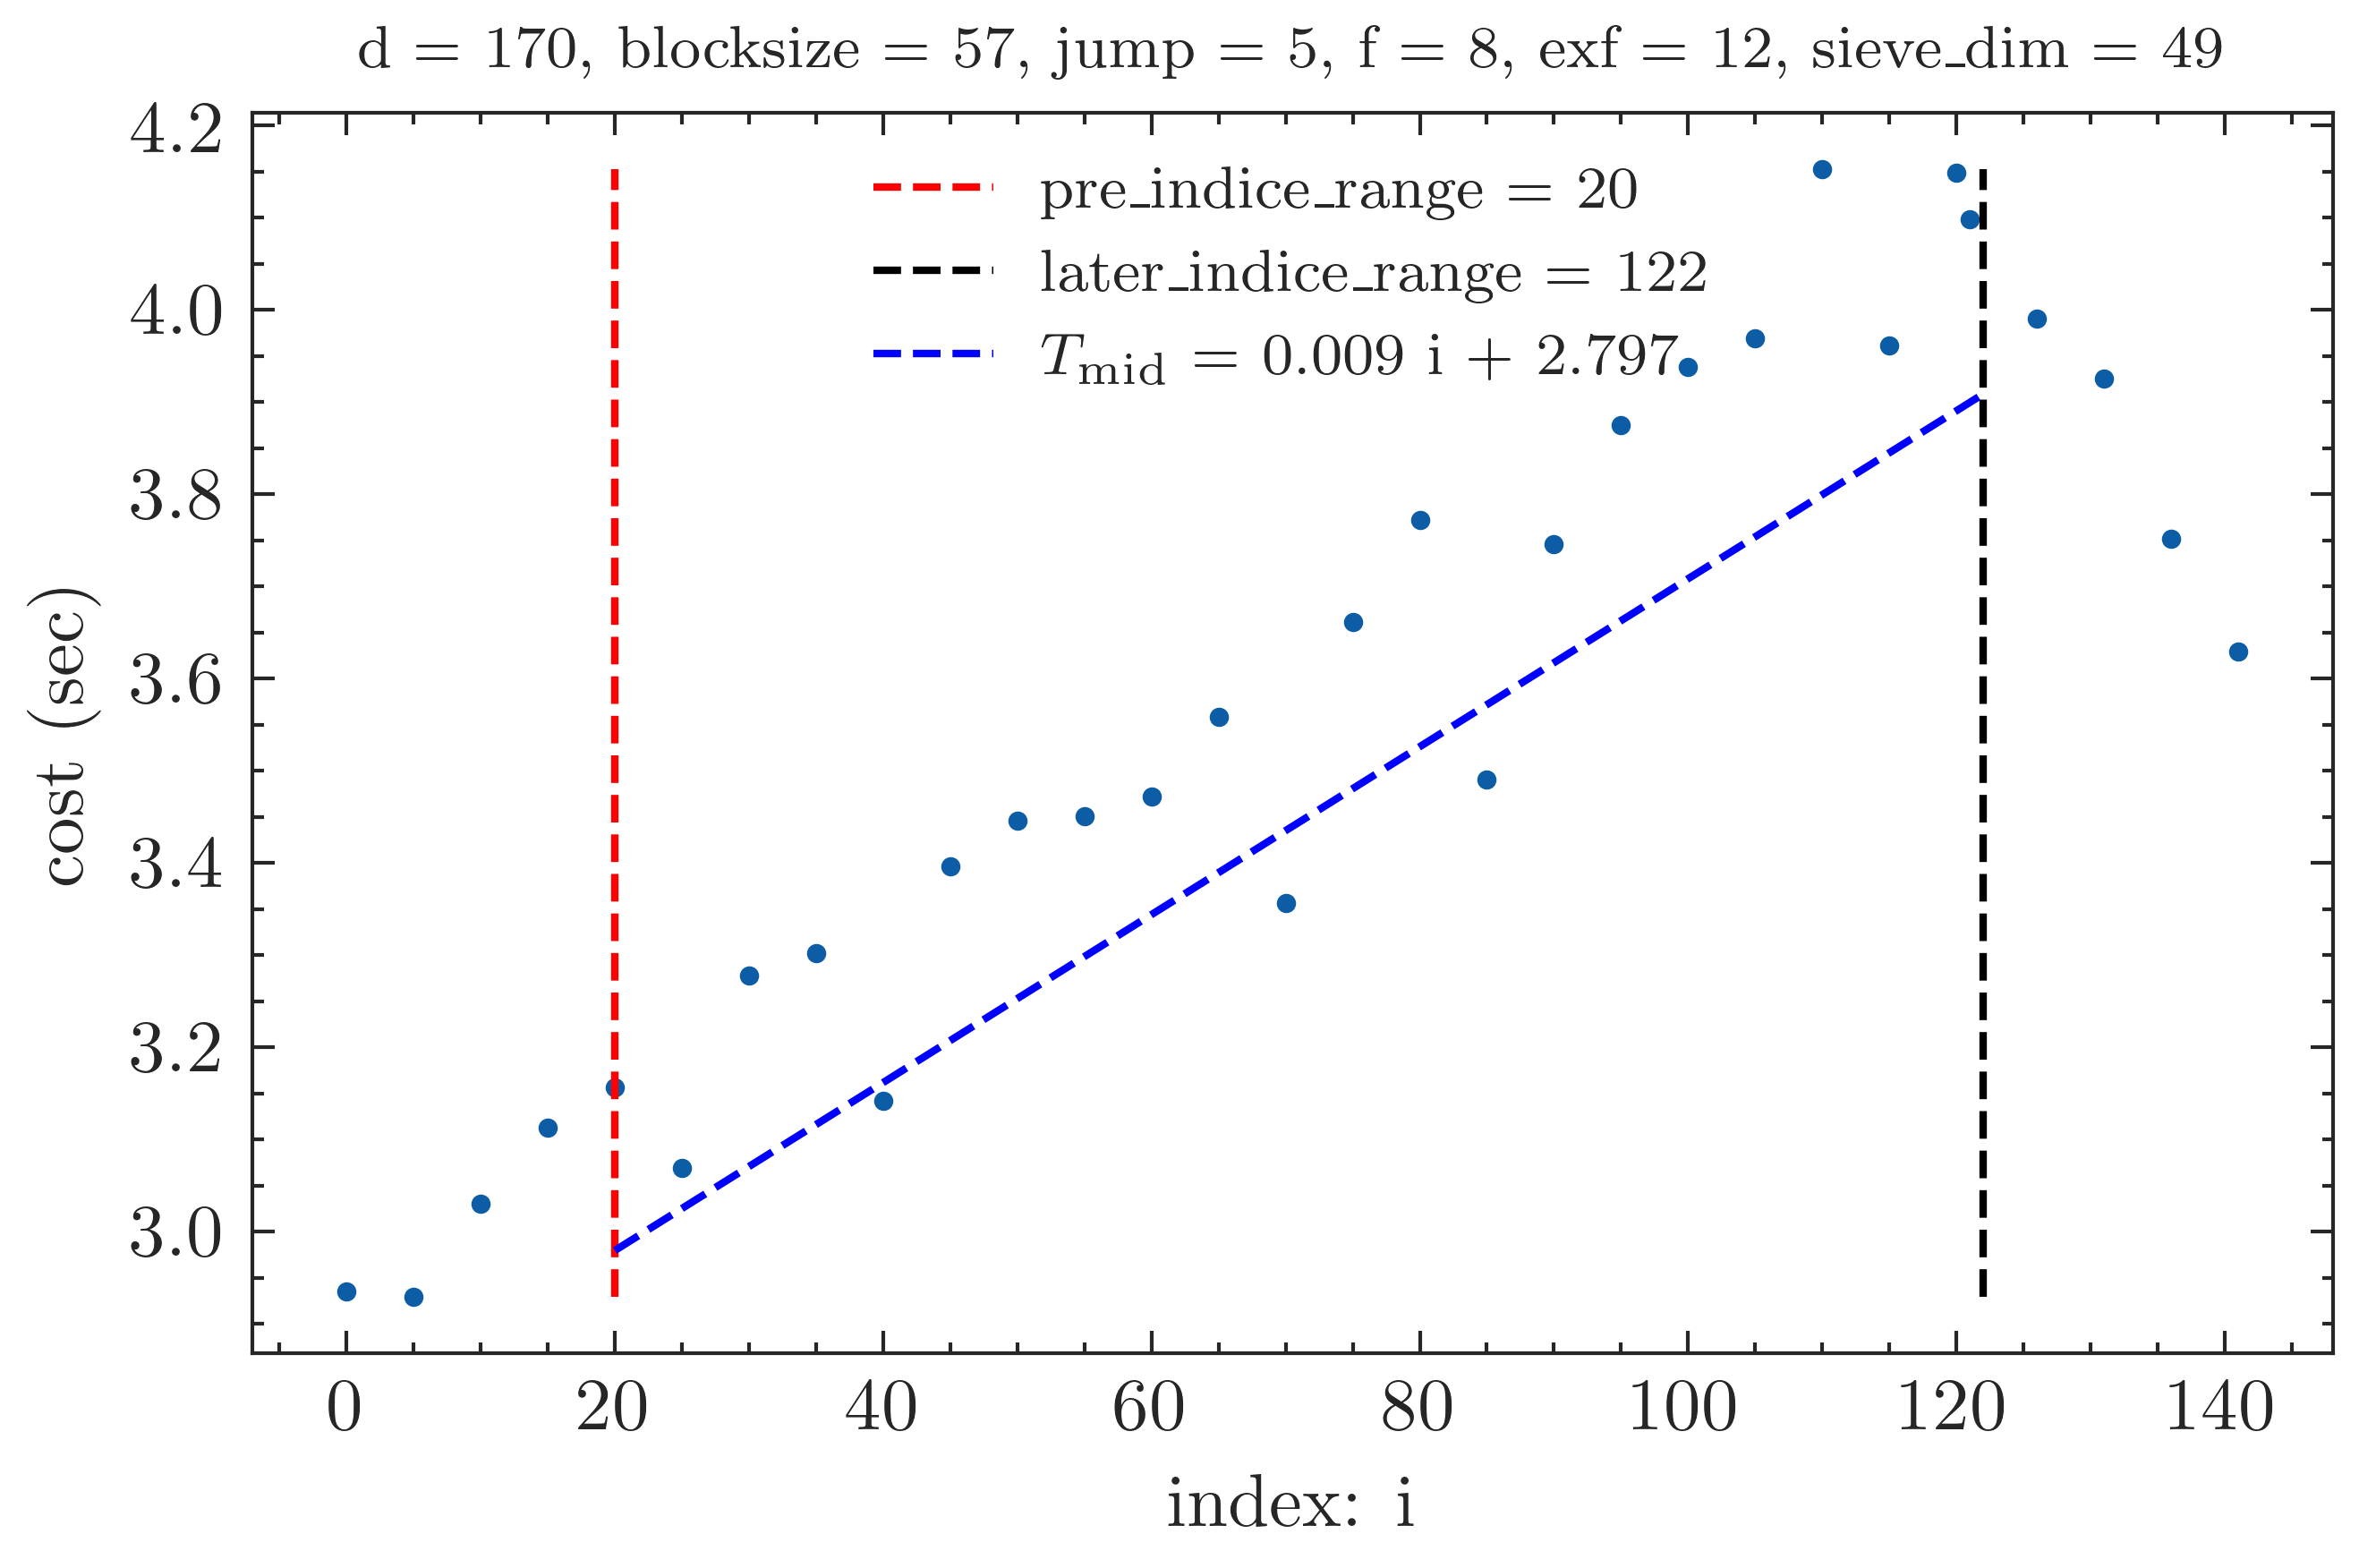 d = 170, blocksize = 57, jump = 5, f = 8, exf = 12, sieve_dim = 49
4.2
4.0
3.8
3.6
3.4
3.2
3.0
cost (sec)
pre_indice_range = 20
later_indice_range = 122
T_mid = 0.009 i + 2.797
0 20 40 60 80 100 120 140
index: i